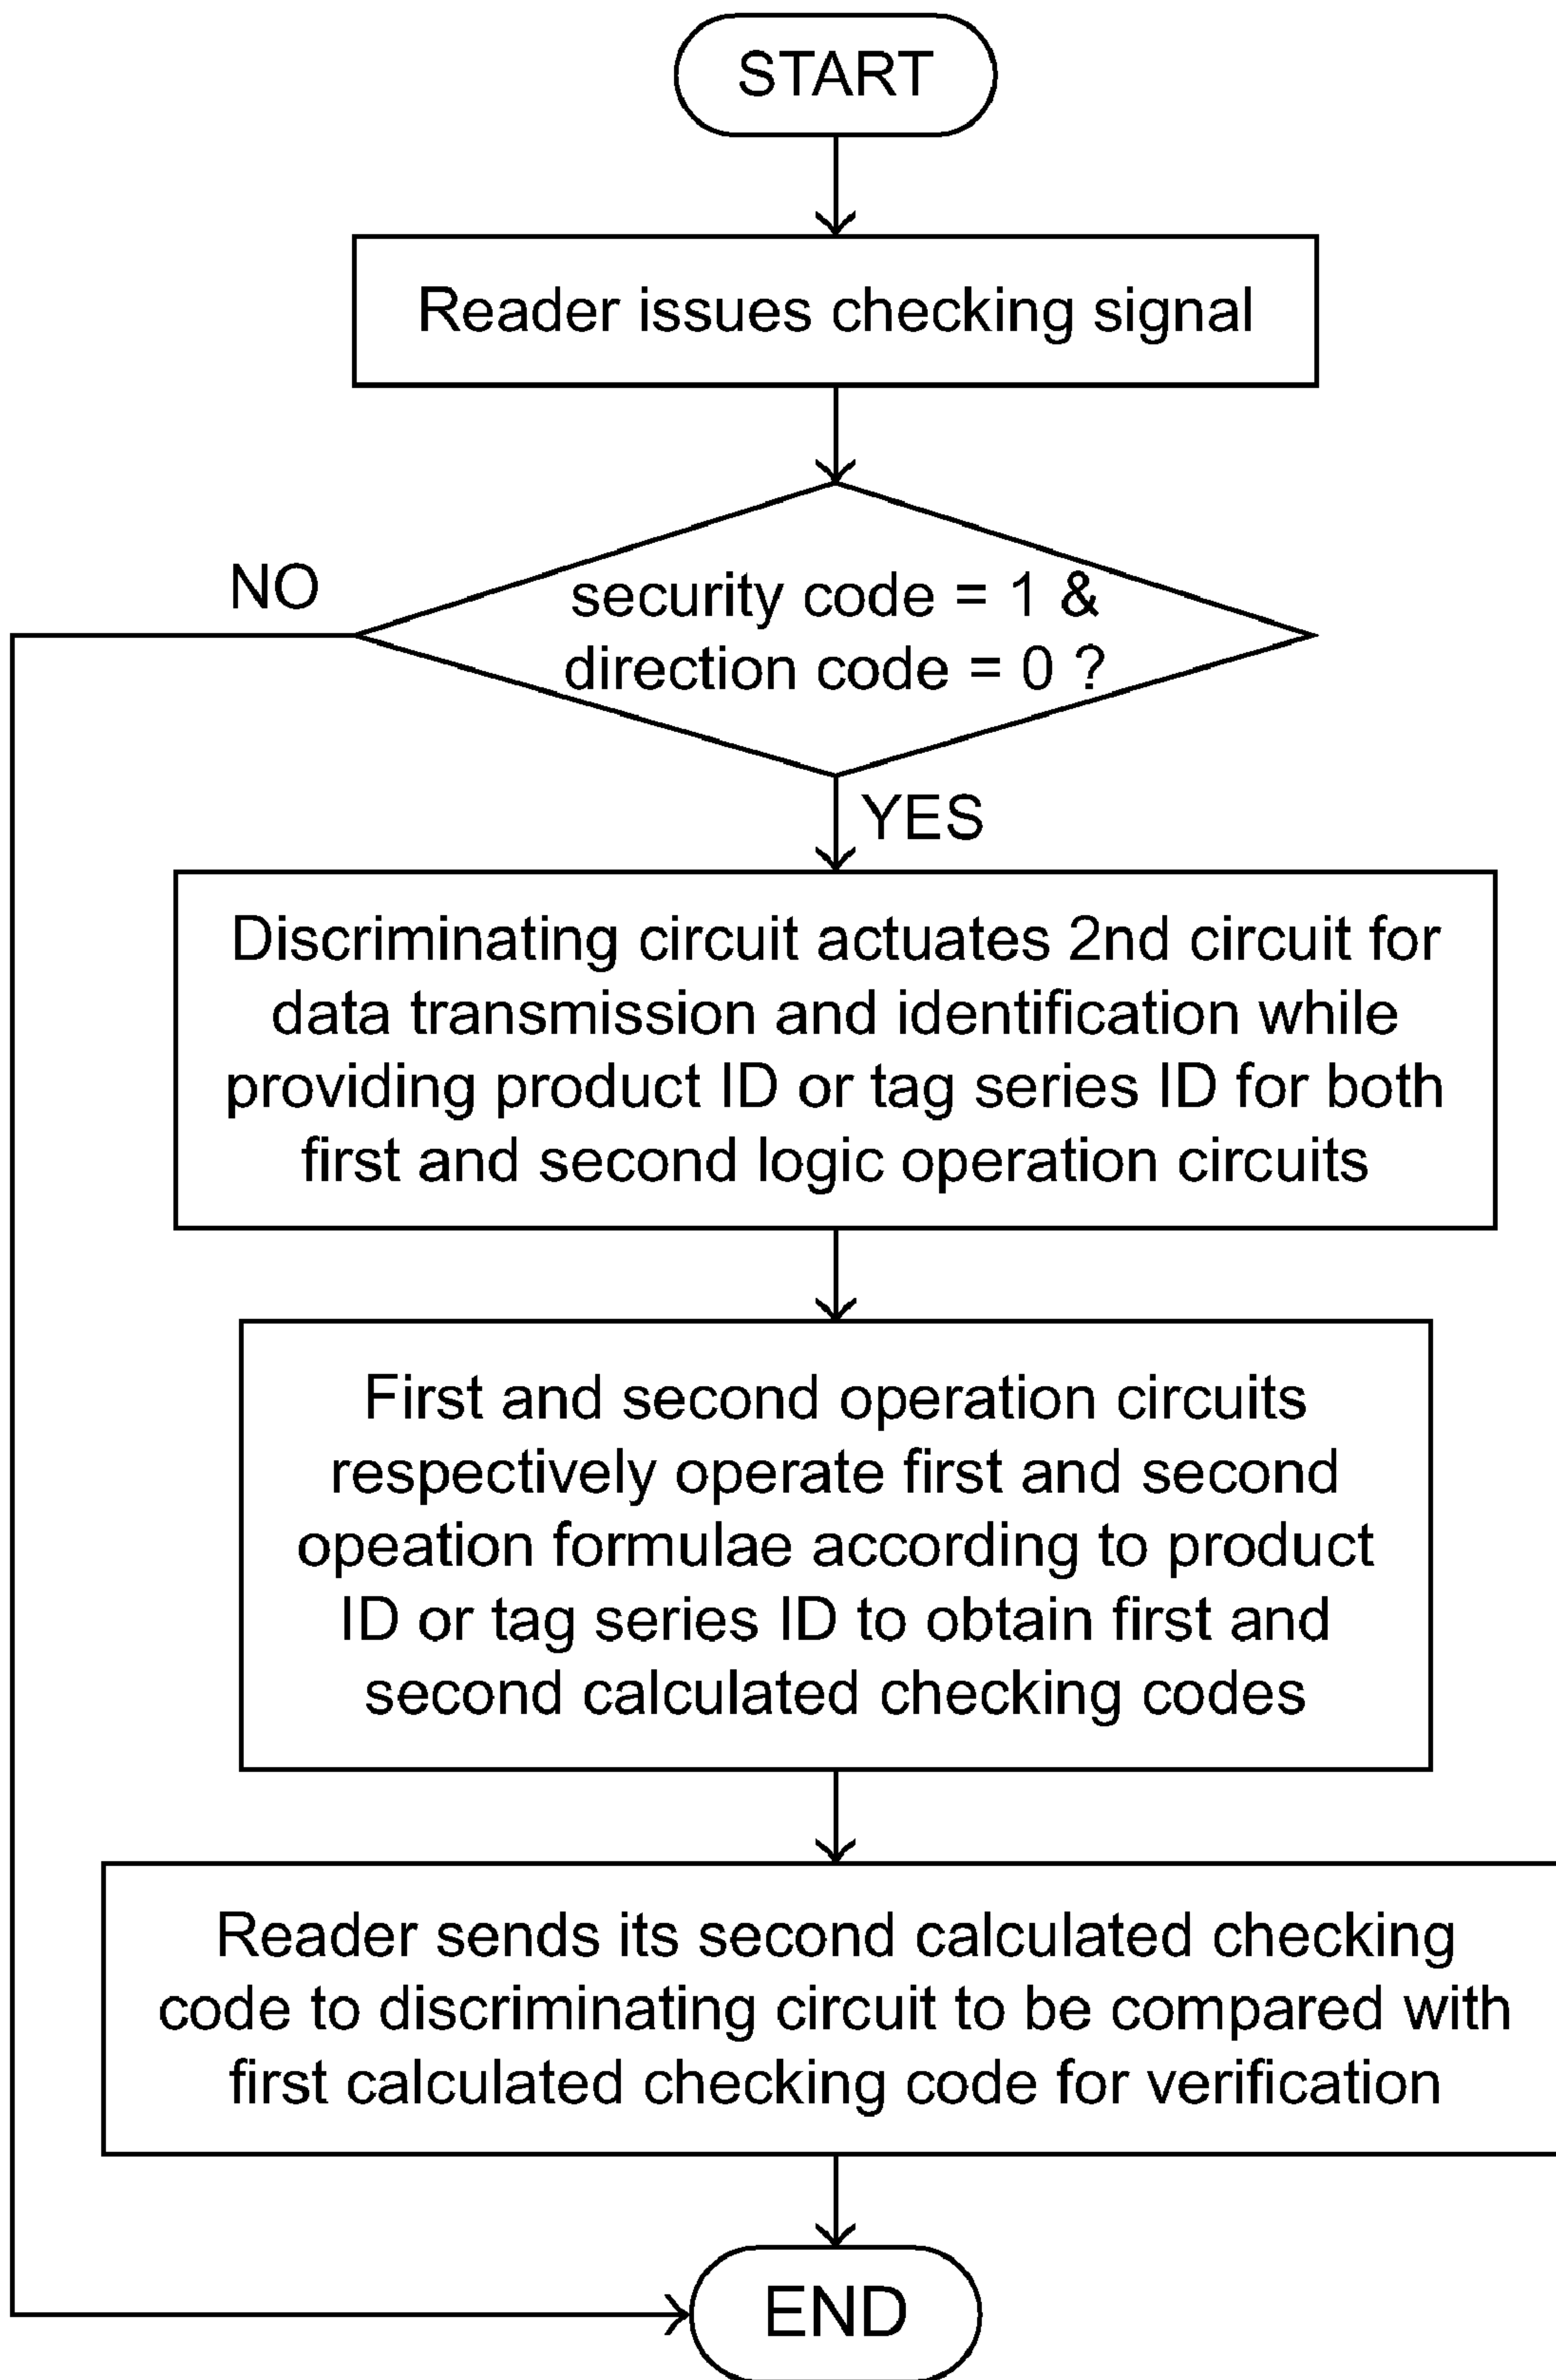 START
Reader issues checking signal
NO
security code = 1 &
direction code = 0 ?
YES
Discriminating circuit actuates 2nd circuit for
data transmission and identification while
providing product ID or tag series ID for both
first and second logic operation circuits
First and second operation circuits
respectively operate first and second
opeation formulae according to product
ID or tag series ID to obtain first and
second calculated checking codes
Reader sends its second calculated checking
code to discriminating circuit to be compared with
first calculated checking code for verification
END